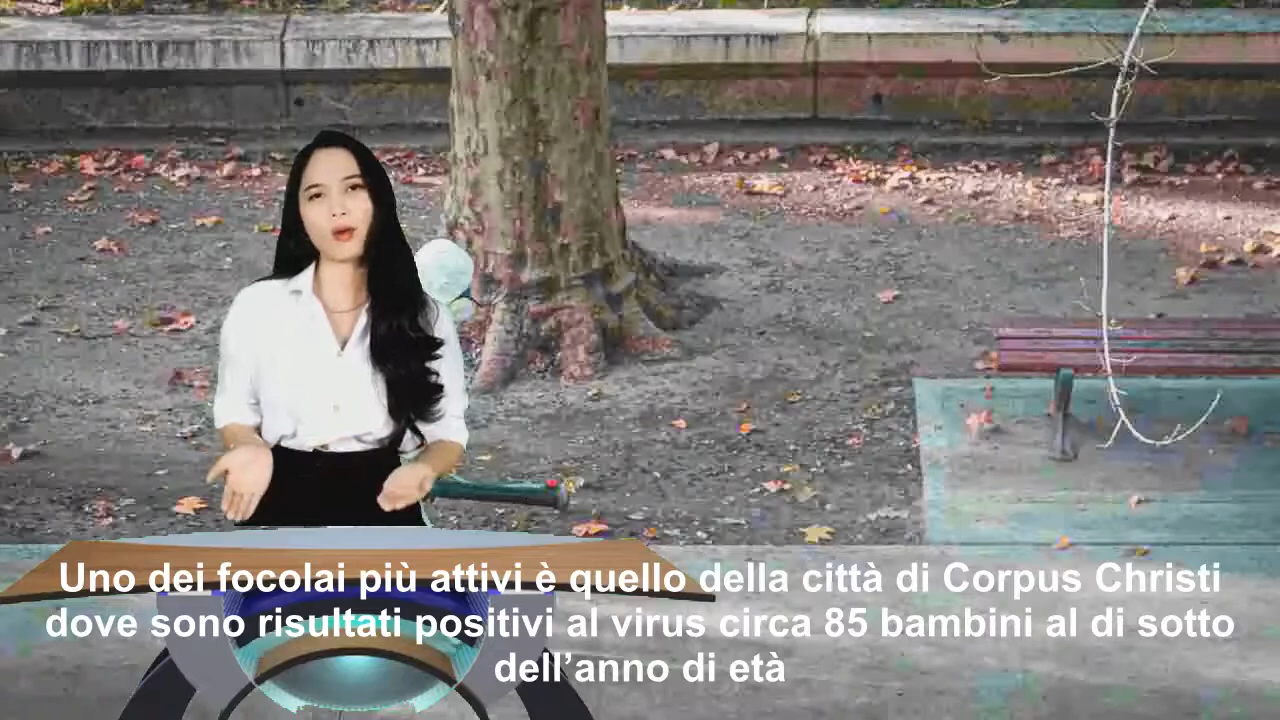 Uno dei focolai più attivi è quello della città di Corpus Christi
dove sono risultati positivi al virus circa 85 bambini al di sotto
dell’anno di età